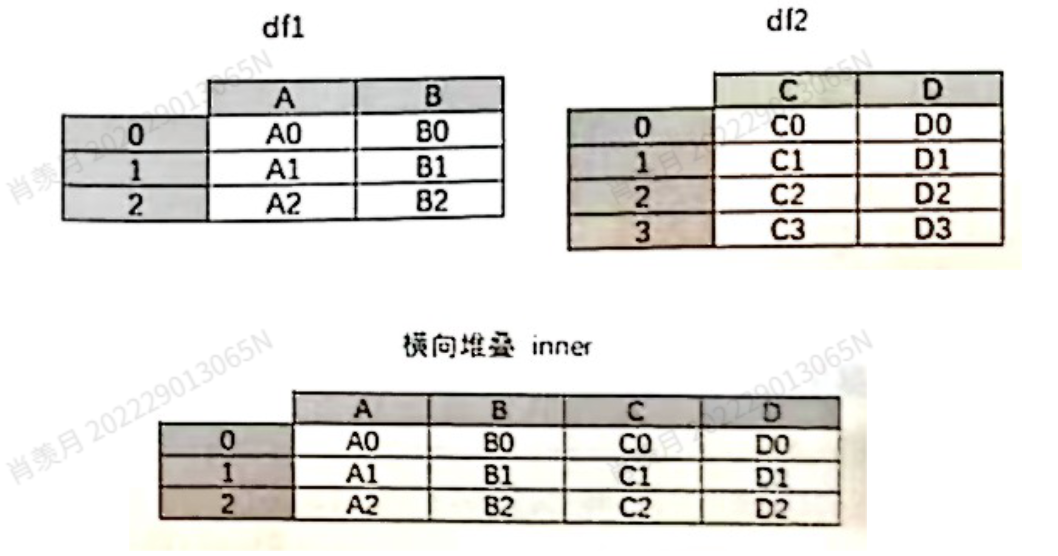 df1
df2
A B
0 A0 B0
1 A1 B1
2 A2 B2
C D
0 C0 D0
1 C1 D1
2 C2 D2
3 C3 D3
横向堆叠 inner
A B C D
0 A0 B0 C0 D0
1 A1 B1 C1 D1
2 A2 B2 C2 D2
肖羡月 202229013065N
肖羡月 202229013065N
肖羡月 202229013065N
肖羡月 202229013065N